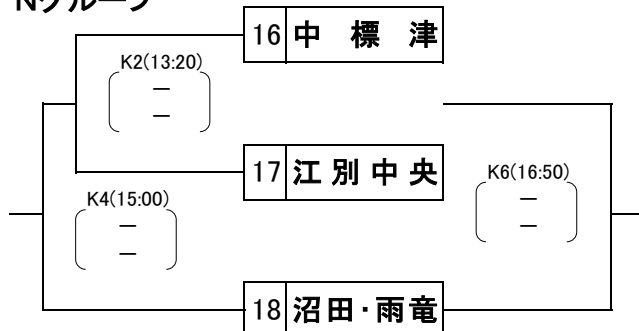 Nグループ
16 中標津
K2(13:20)
－
－
17 江別中央
K6(16:50)
－
－
K4(15:00)
－
－
18 沼田・雨竜